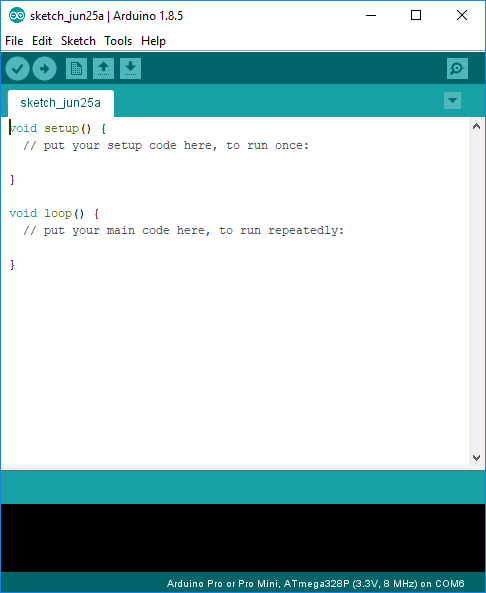 sketch_jun25a | Arduino 1.8.5
File Edit Sketch Tools Help
sketch_jun25a
void setup() {
// put your setup code here, to run once:
}
void loop() {
// put your main code here, to run repeatedly:
}
Arduino Pro or Pro Mini, ATmega328P (3.3V, 8 MHz) on COM6